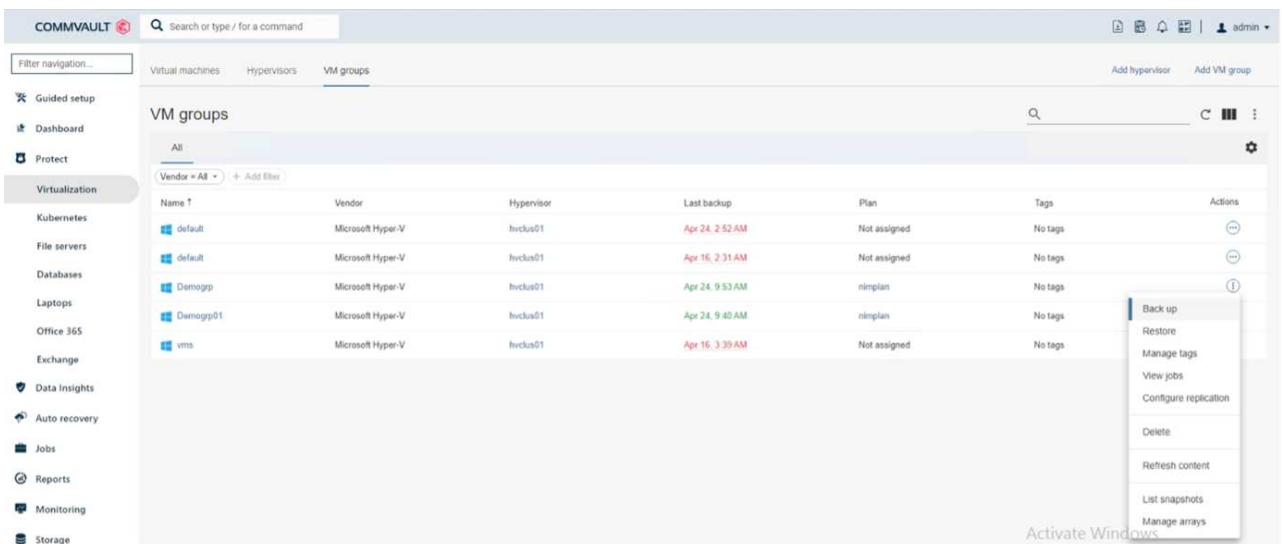 COMMVAULT Search or type / for a command admin
Filter navigation...
Virtual machines Hypervisors VM groups Add hypervisor Add VM group
Guided setup
VM groups
Dashboard
All
Protect
Vendor = All + Add filter
Virtualization
Name ↑ Vendor Hypervisor Last backup Plan Tags Actions
Kubernetes
default Microsoft Hyper-V hvclus01 Apr 24, 2:52 AM Not assigned No tags
File servers
default Microsoft Hyper-V hvclus01 Apr 16, 2:31 AM Not assigned No tags
Databases
Demogrp Microsoft Hyper-V hvclus01 Apr 24, 9:53 AM nimplan No tags
Laptops
Back up
Demogrp01 Microsoft Hyper-V hvclus01 Apr 24, 9:40 AM nimplan No tags
Office 365
Restore
vms Microsoft Hyper-V hvclus01 Apr 16, 3:39 AM Not assigned No tags
Manage tags
Exchange
View jobs
Data Insights
Configure replication
Auto recovery
Delete
Jobs
Refresh content
Reports
List snapshots
Monitoring
Manage arrays
Activate Windows
Storage